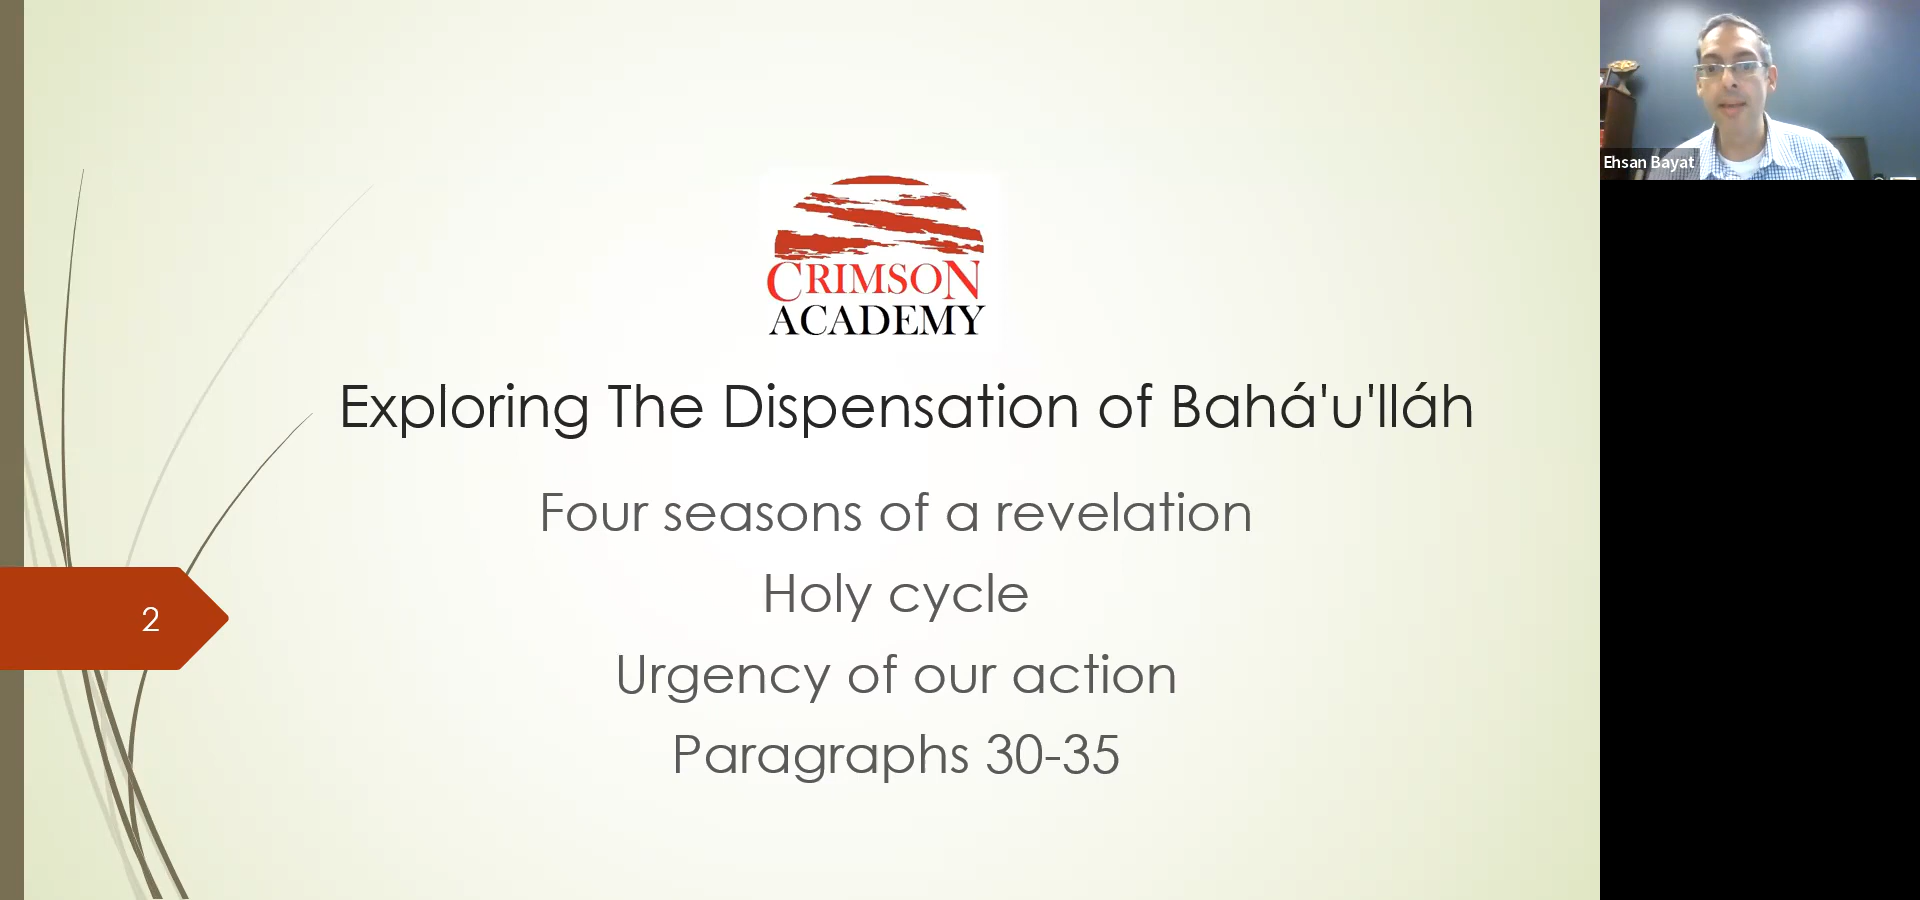 CRIMSON
ACADEMY
Exploring The Dispensation of Bahá'u'lláh
Four seasons of a revelation
Holy cycle
Urgency of our action
Paragraphs 30-35
2
Ehsan Bayat